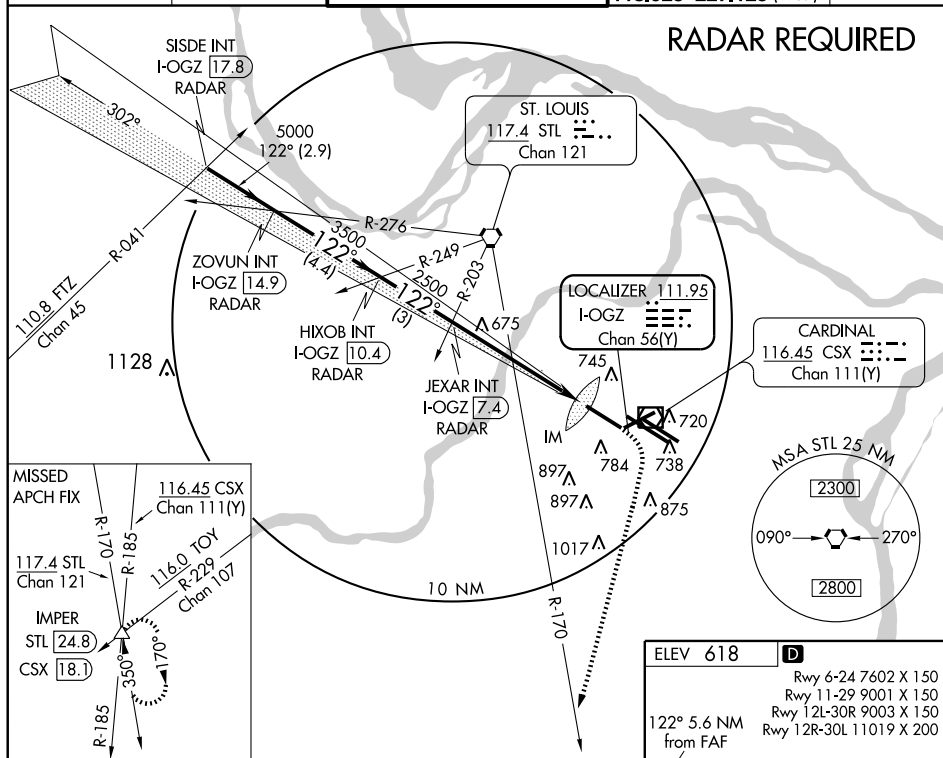 RADAR REQUIRED
SISDE INT
I-OGZ 17.8
RADAR
302°
5000
122° (2.9)
ST. LOUIS
117.4 STL
Chan 121
R-276
R-041
3500
122°
(4.4)
R-249
ZOVUN INT
I-OGZ 14.9
RADAR
2500
122°
(3)
R-203
110.8 FTZ
Chan 45
LOCALIZER 111.95
I-OGZ
Chan 56(Y)
HIXOB INT
I-OGZ 10.4
RADAR
675
CARDINAL
116.45 CSX
Chan 111(Y)
1128
745
JEXAR INT
I-OGZ 7.4
RADAR
IM
720
784
738
897
897
875
1017
MSA STL 25 NM
2300
090°
270°
2800
10 NM
R-170
MISSED
APCH FIX
116.45 CSX
Chan 111(Y)
R-170
R-185
117.4 STL
Chan 121
116.0 TOY
R-229
Chan 107
IMPER
STL 24.8
CSX 18.1
350°
170°
R-185
ELEV 618 D
Rwy 6-24 7602 X 150
Rwy 11-29 9001 X 150
Rwy 12L-30R 9003 X 150
Rwy 12R-30L 11019 X 200
122° 5.6 NM
from FAF